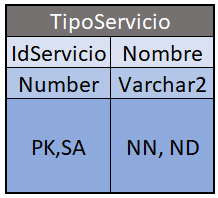 TipoServicio
IdServicio Nombre
Number Varchar2
PK,SA NN, ND